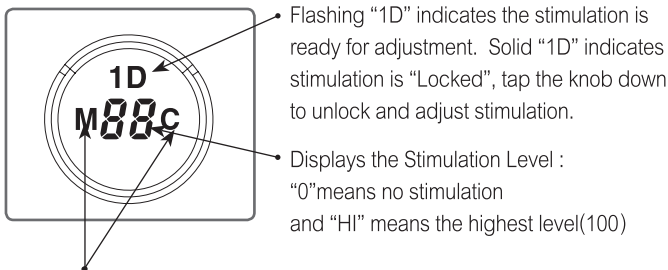 1D
M88C
Flashing “1D” indicates the stimulation is
ready for adjustment.  Solid “1D” indicates
stimulation is “Locked”, tap the knob down
to unlock and adjust stimulation.
Displays the Stimulation Level :
“0”means no stimulation
and “HI” means the highest level(100)